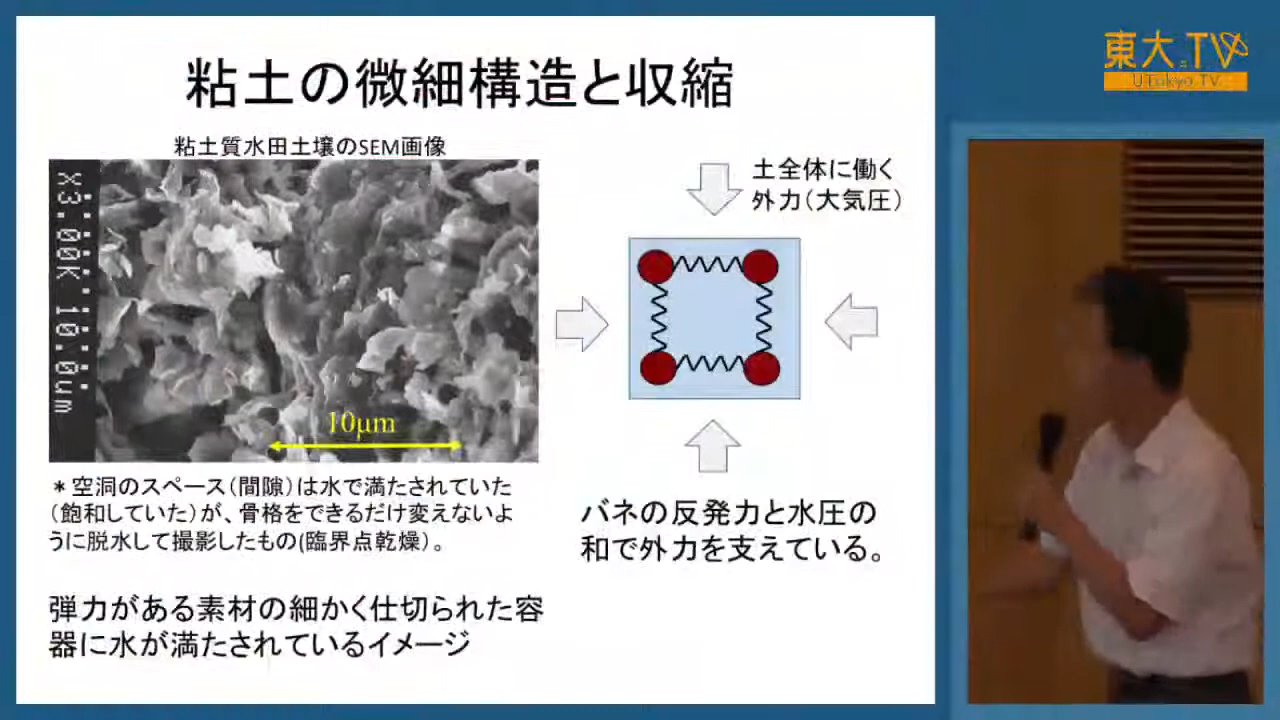 粘土の微細構造と収縮
東大.TV
UTokyo TV
粘土質水田土壌のSEM画像
X3.00K 10.0um
10μm
土全体に働く
外力(大気圧)
*空洞のスペース(間隙)は水で満たされていた
(飽和していた)が、骨格をできるだけ変えないよ
うに脱水して撮影したもの(臨界点乾燥)。
バネの反発力と水圧の
和で外力を支えている。
弾力がある素材の細かく仕切られた容
器に水が満たされているイメージ